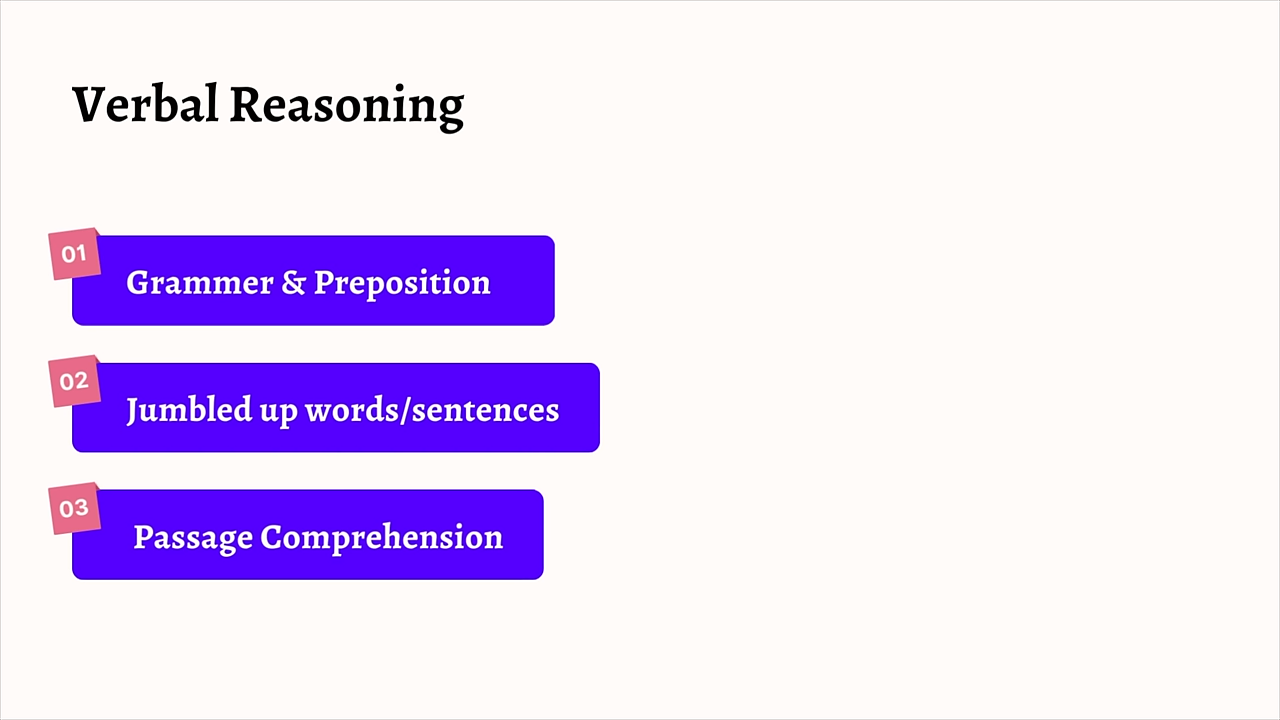 Verbal Reasoning
01
Grammer & Preposition
02
Jumbled up words/sentences
03
Passage Comprehension